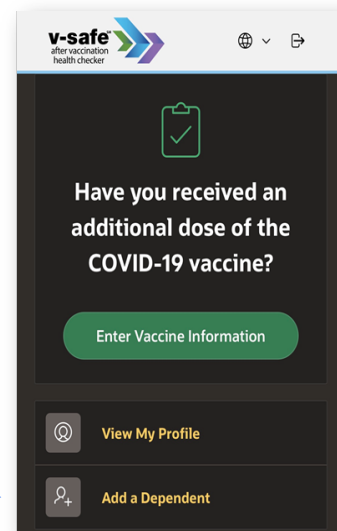 v-safe™
after vaccination
health checker
Have you received an
additional dose of the
COVID-19 vaccine?
Enter Vaccine Information
View My Profile
Add a Dependent